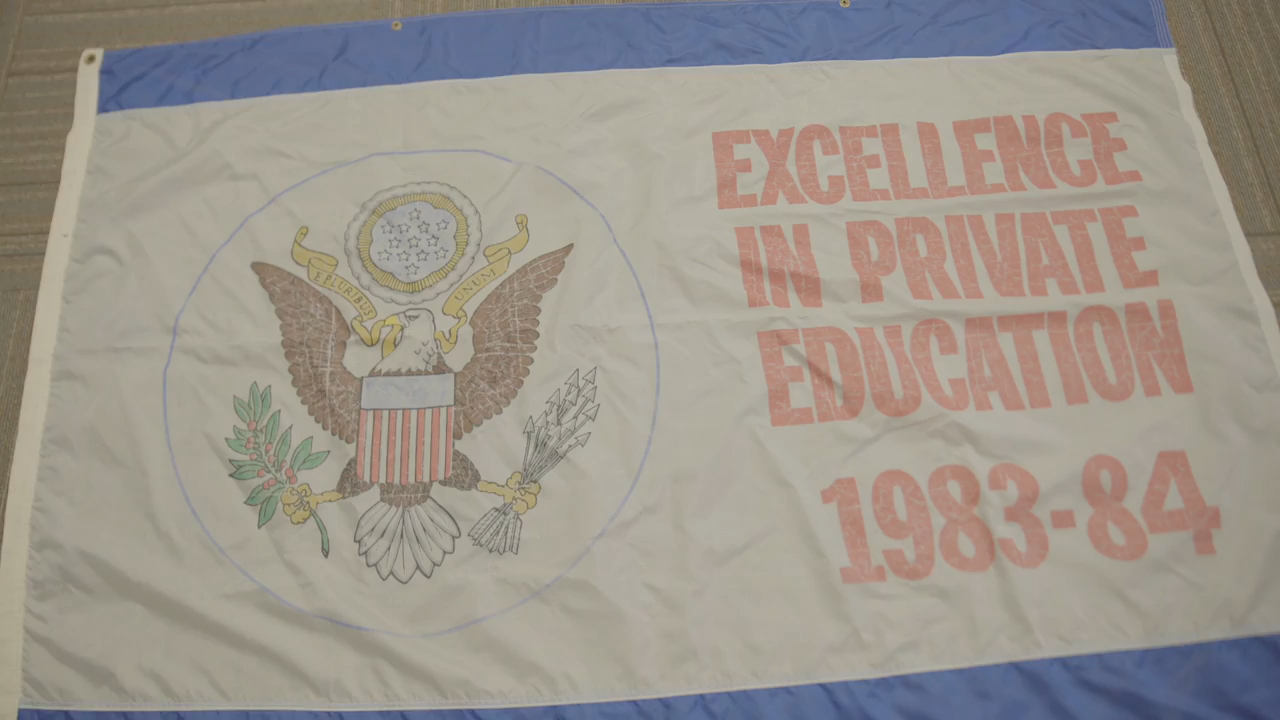 E PLURIBUS UNUM
EXCELLENCE
IN PRIVATE
EDUCATION
1983-84